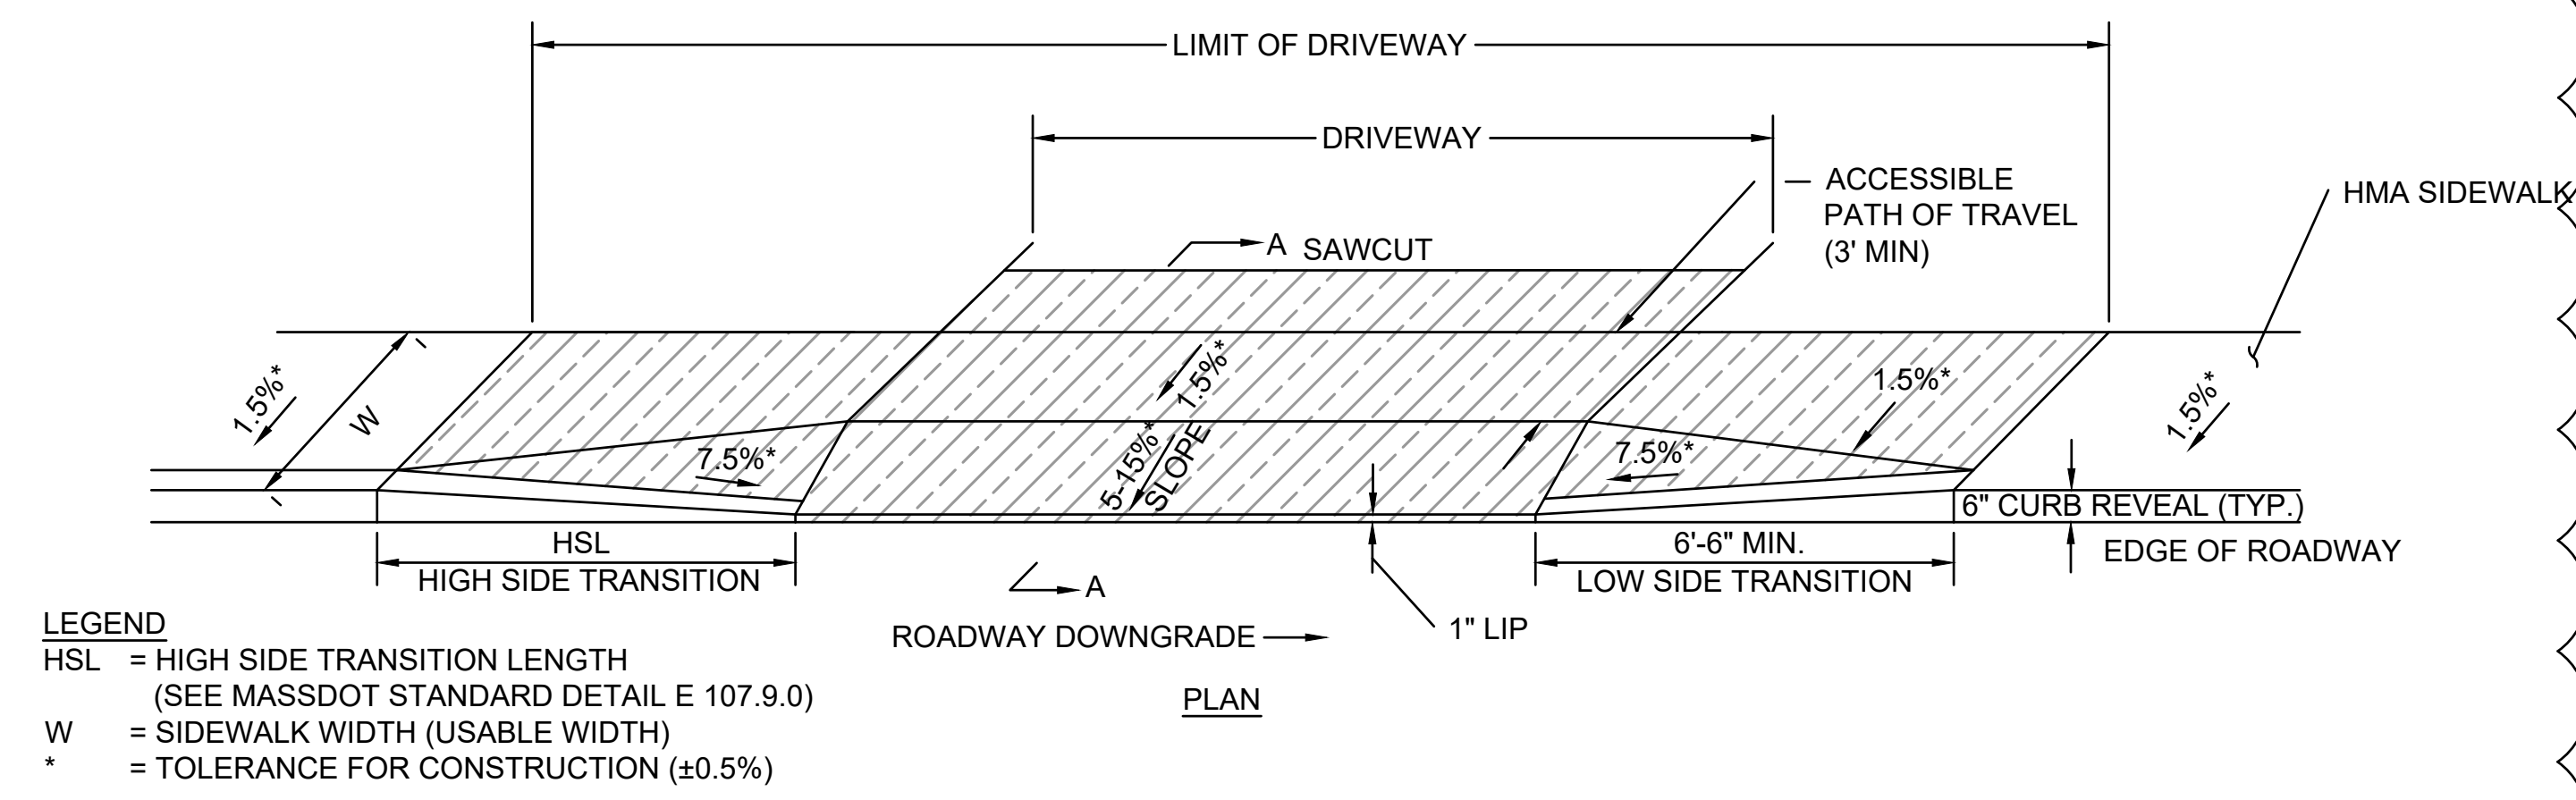 LIMIT OF DRIVEWAY
DRIVEWAY
ACCESSIBLE
PATH OF TRAVEL
(3' MIN)
HMA SIDEWALK
A
SAWCUT
1.5%*
W
1.5%*
1.5%*
1.5%*
7.5%*
5-15%*
SLOPE
7.5%*
6" CURB REVEAL (TYP.)
HSL
HIGH SIDE TRANSITION
6'-6" MIN.
LOW SIDE TRANSITION
EDGE OF ROADWAY
A
1" LIP
ROADWAY DOWNGRADE
LEGEND
HSL = HIGH SIDE TRANSITION LENGTH
(SEE MASSDOT STANDARD DETAIL E 107.9.0)
W = SIDEWALK WIDTH (USABLE WIDTH)
* = TOLERANCE FOR CONSTRUCTION (±0.5%)
PLAN